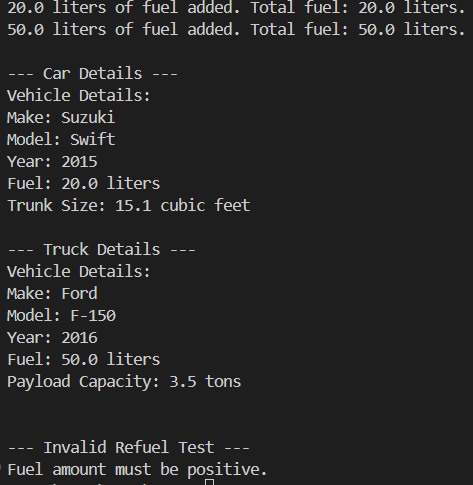 20.0 liters of fuel added. Total fuel: 20.0 liters.
50.0 liters of fuel added. Total fuel: 50.0 liters.
--- Car Details ---
Vehicle Details:
Make: Suzuki
Model: Swift
Year: 2015
Fuel: 20.0 liters
Trunk Size: 15.1 cubic feet
--- Truck Details ---
Vehicle Details:
Make: Ford
Model: F-150
Year: 2016
Fuel: 50.0 liters
Payload Capacity: 3.5 tons
--- Invalid Refuel Test ---
Fuel amount must be positive.